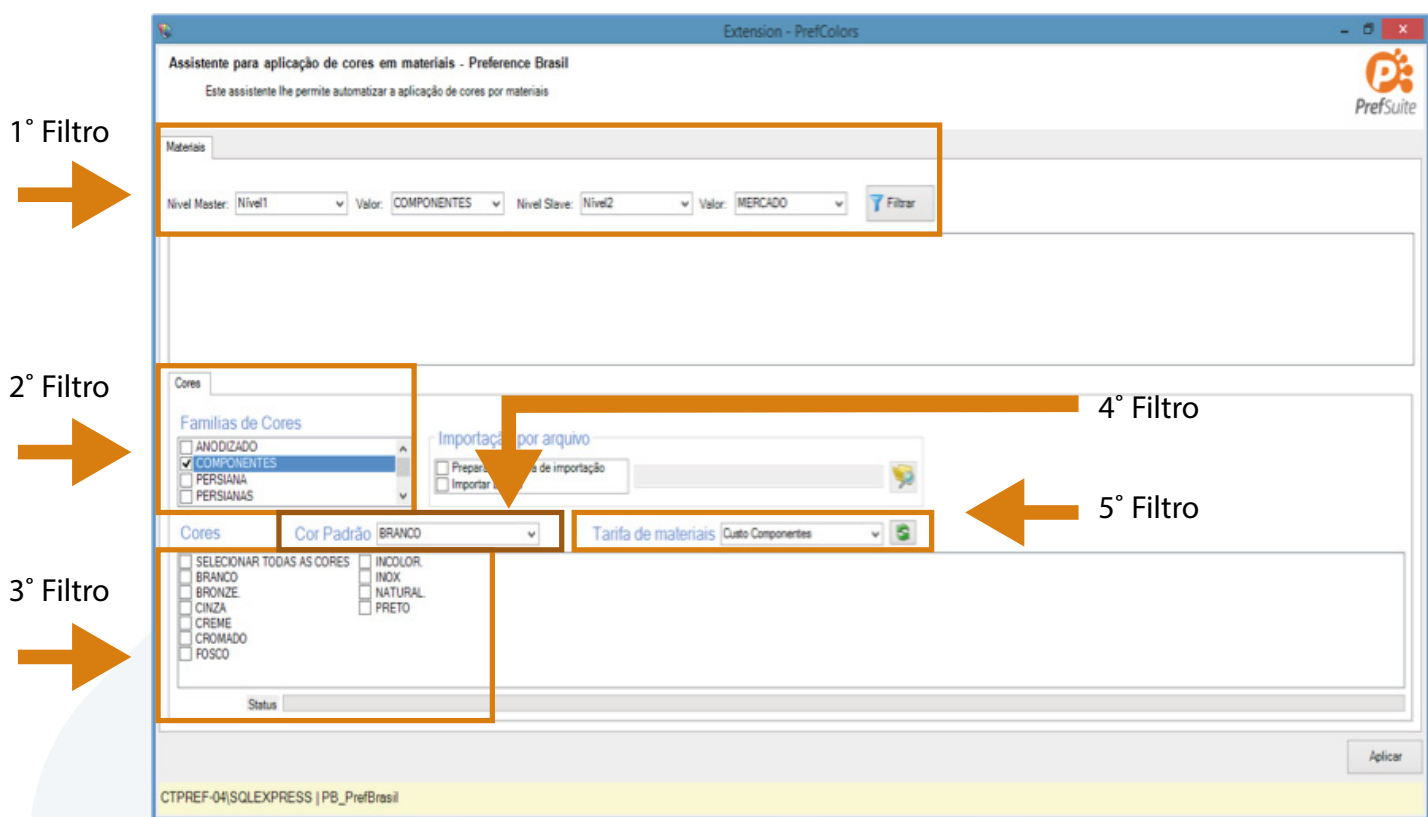 Extension - PrefColors
Assistente para aplicação de cores em materiais - Preference Brasil
Este assistente lhe permite automatizar a aplicação de cores por materiais
PrefSuite
1˚ Filtro
Materiais
Nivel Master: Nível1 Valor: COMPONENTES Nivel Slave: Nível2 Valor: MERCADO Filtrar
2˚ Filtro
Cores
4˚ Filtro
Familias de Cores
ANODIZADO
COMPONENTES
PERSIANA
PERSIANAS
Importação por arquivo
de importação
Importar
5˚ Filtro
Cores Cor Padrão BRANCO Tarifa de materiais Custo Componentes
3˚ Filtro
SELECIONAR TODAS AS CORES INCOLOR.
BRANCO INOX
BRONZE. NATURAL.
CINZA PRETO
CREME
CROMADO
FOSCO
Status
Aplicar
CTPREF-04\SQLEXPRESS | PB_PrefBrasil